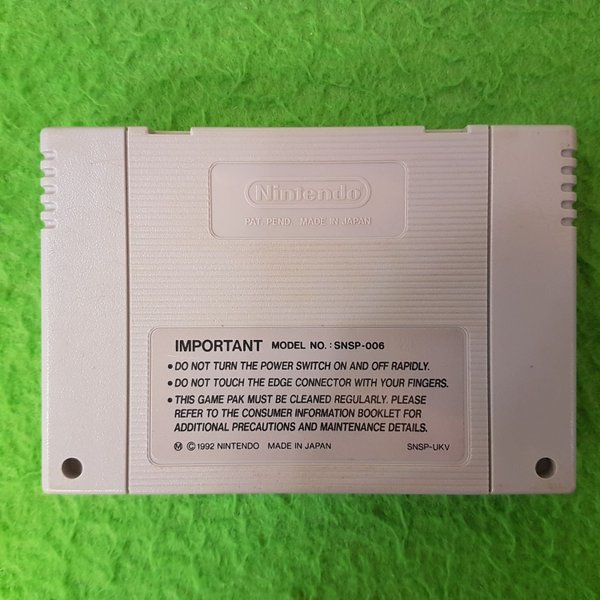 Nintendo
PAT. PEND. MADE IN JAPAN
IMPORTANT MODEL NO. : SNSP-006
• DO NOT TURN THE POWER SWITCH ON AND OFF RAPIDLY.
• DO NOT TOUCH THE EDGE CONNECTOR WITH YOUR FINGERS.
• THIS GAME PAK MUST BE CLEANED REGULARLY. PLEASE
REFER TO THE CONSUMER INFORMATION BOOKLET FOR
ADDITIONAL PRECAUTIONS AND MAINTENANCE DETAILS.
Ⓜ © 1992 NINTENDO MADE IN JAPAN SNSP-UKV